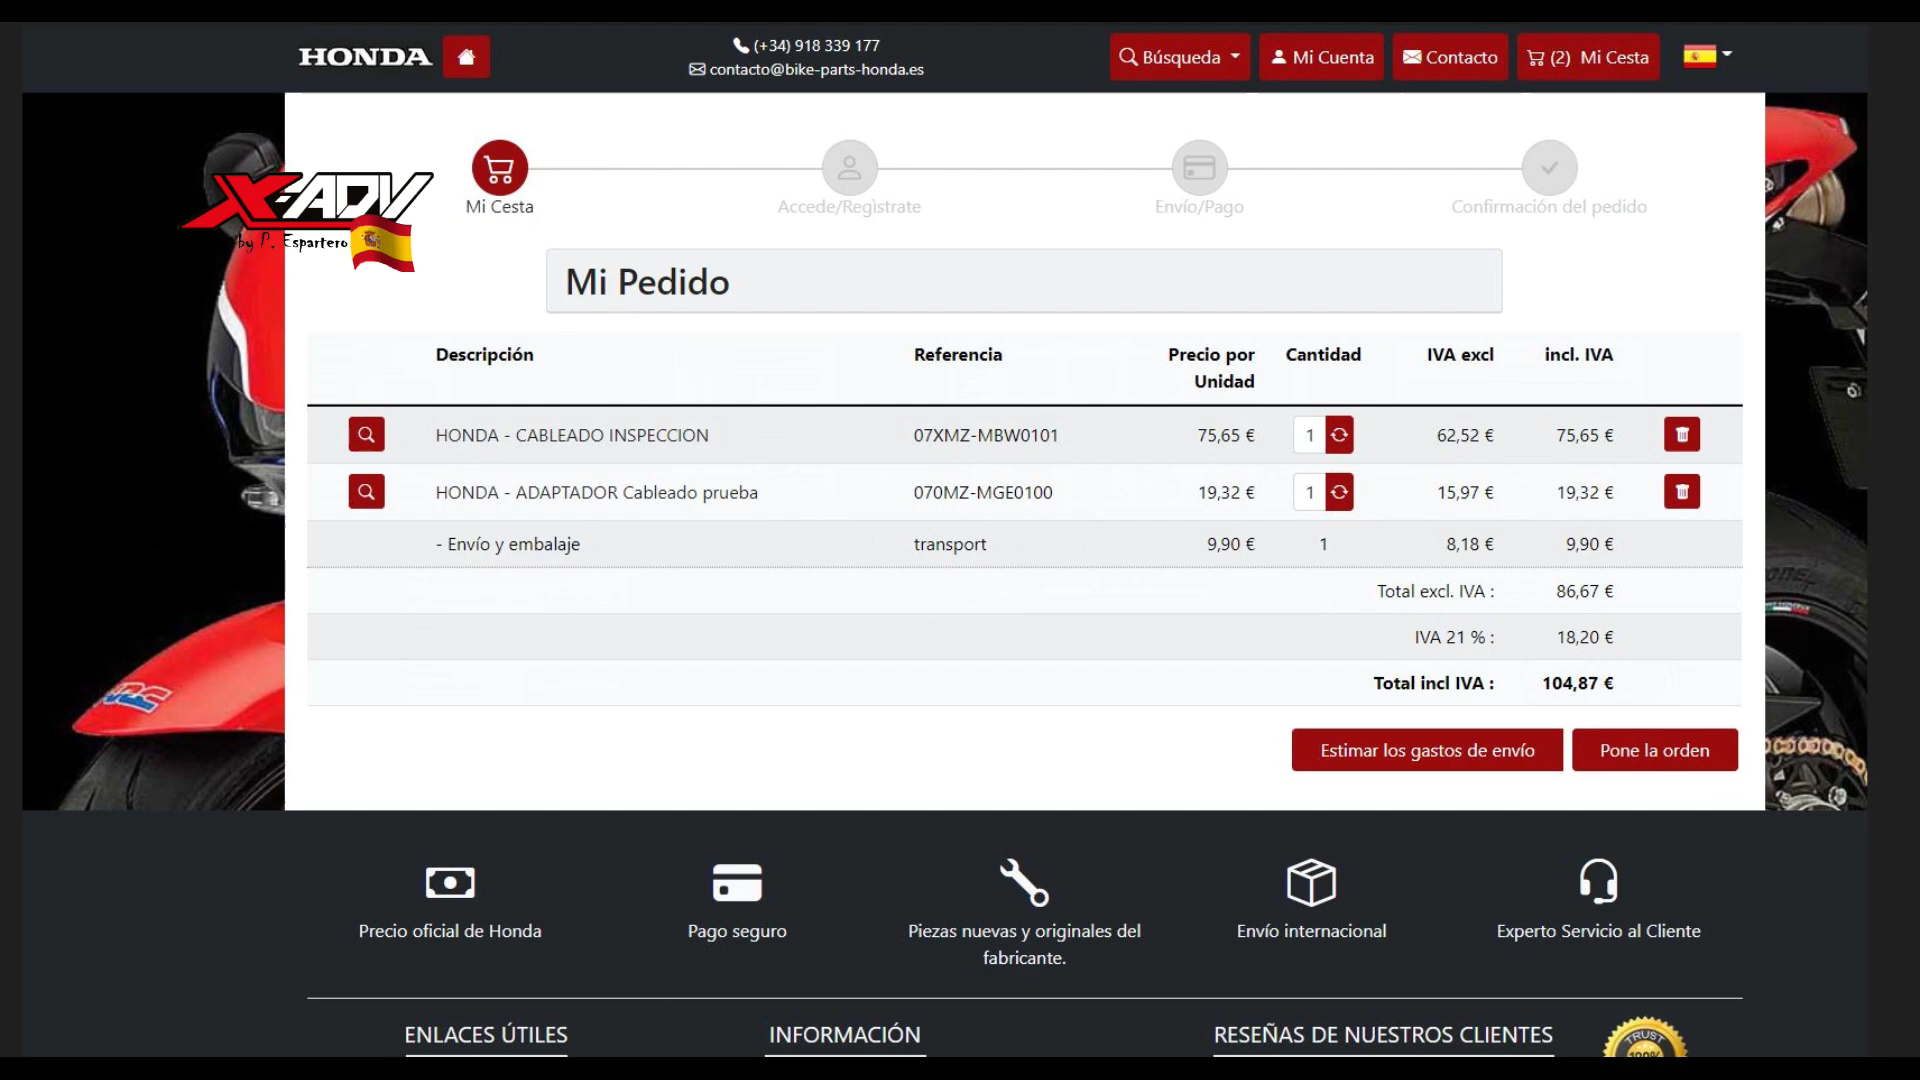 HONDA
(+34) 918 339 177
contacto@bike-parts-honda.es
Búsqueda
Mi Cuenta
Contacto
(2) Mi Cesta
X-ADV
by P. Espartero
Mi Cesta
Accede/Regìstrate
Envío/Pago
Confirmación del pedido
Mi Pedido
Descripción Referencia Precio por Unidad Cantidad IVA excl incl. IVA
HONDA - CABLEADO INSPECCION 07XMZ-MBW0101 75,65 € 1 62,52 € 75,65 €
HONDA - ADAPTADOR Cableado prueba 070MZ-MGE0100 19,32 € 1 15,97 € 19,32 €
- Envío y embalaje transport 9,90 € 1 8,18 € 9,90 €
Total excl. IVA : 86,67 €
IVA 21 % : 18,20 €
Total incl IVA : 104,87 €
Estimar los gastos de envío
Pone la orden
Precio oficial de Honda
Pago seguro
Piezas nuevas y originales del
fabricante.
Envío internacional
Experto Servicio al Cliente
ENLACES ÚTILES
INFORMACIÓN
RESEÑAS DE NUESTROS CLIENTES
TRUST
100%